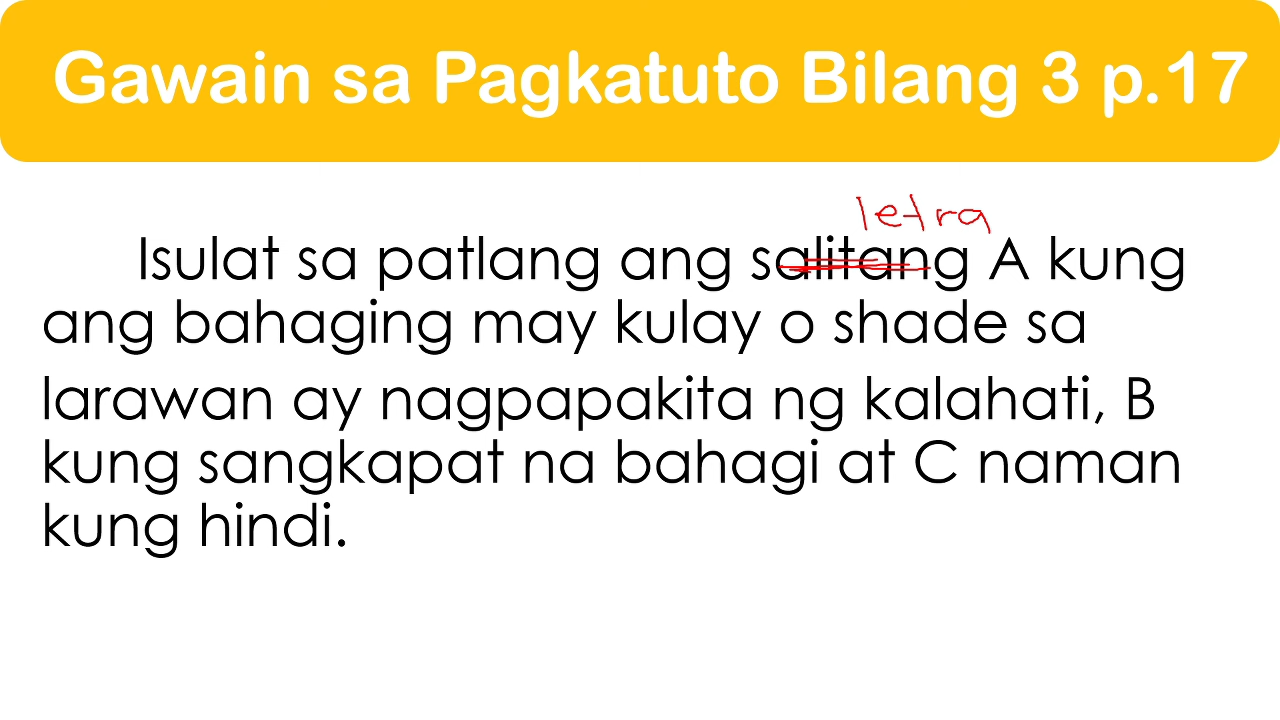 Gawain sa Pagkatuto Bilang 3 p.17
letra
Isulat sa patlang ang salitang A kung
ang bahaging may kulay o shade sa
larawan ay nagpapakita ng kalahati, B
kung sangkapat na bahagi at C naman
kung hindi.